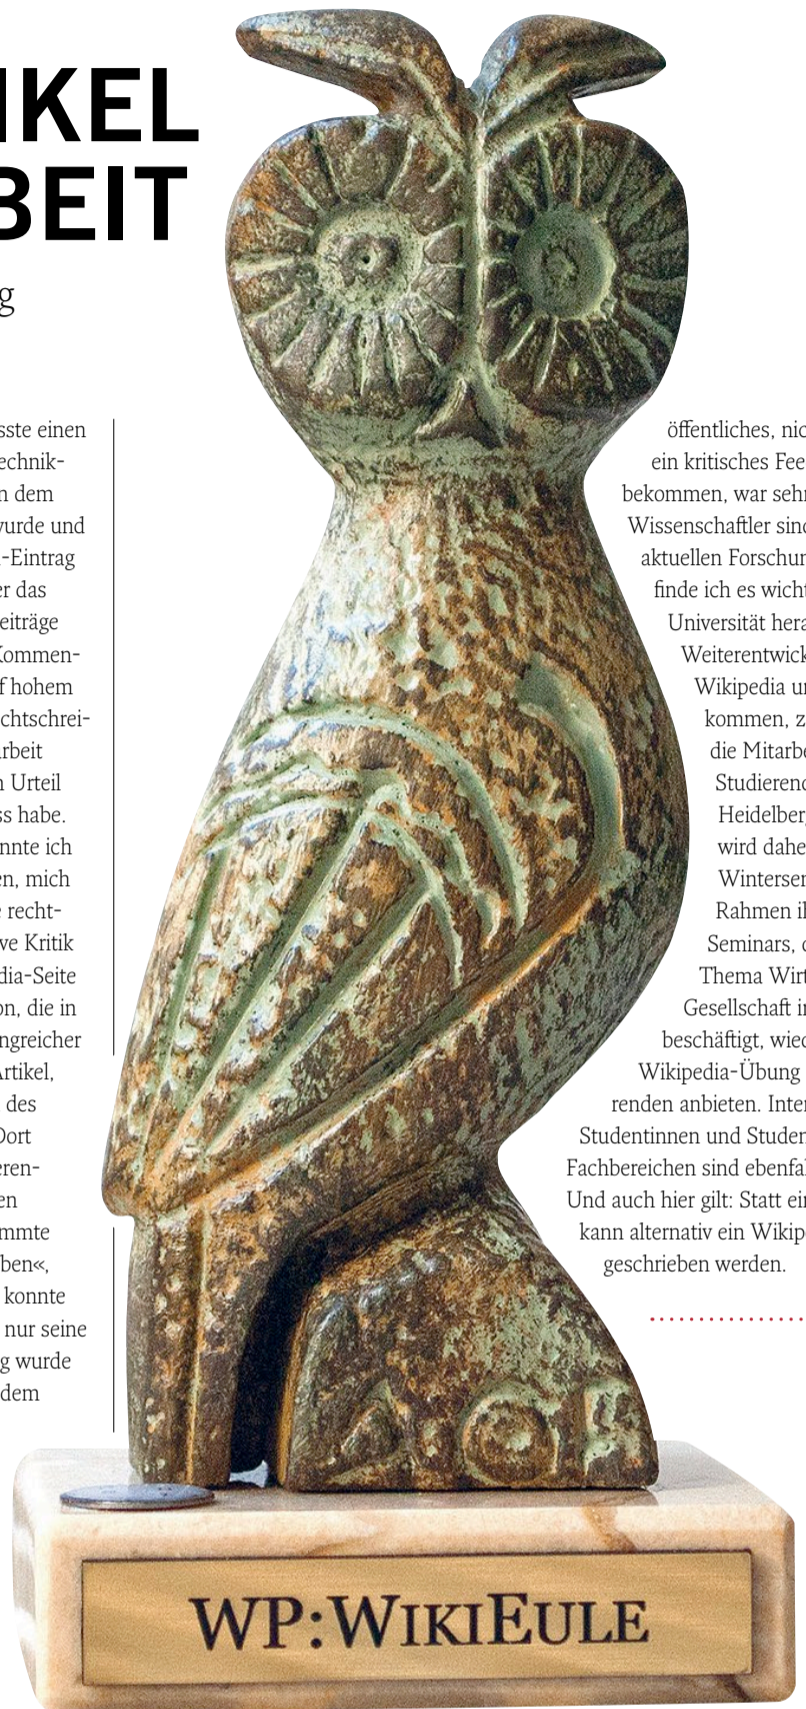 IKEL
BEIT
g
sste einen
echnik-
n dem
wurde und
-Eintrag
er das
eiträge
Kommen-
f hohem
chtschrei-
rbeit
n Urteil
ss habe.
nnte ich
en, mich
e recht-
ve Kritik
dia-Seite
on, die in
ngreicher
Artikel,
des
Dort
eren-
en
mmte
ben«,
konnte
nur seine
g wurde
dem
öffentliches, nic
ein kritisches Fee
bekommen, war sehr
Wissenschaftler sind
aktuellen Forschun
finde ich es wicht
Universität hera
Weiterentwick
Wikipedia un
kommen, z
die Mitarbe
Studierend
Heidelberg
wird dahe
Winterser
Rahmen ih
Seminars, d
Thema Wirt
Gesellschaft in
beschäftigt, wied
Wikipedia-Übung
renden anbieten. Inter
Studentinnen und Studen
Fachbereichen sind ebenfal
Und auch hier gilt: Statt ein
kann alternativ ein Wikipe
geschrieben werden.
WP:WIKIEULE